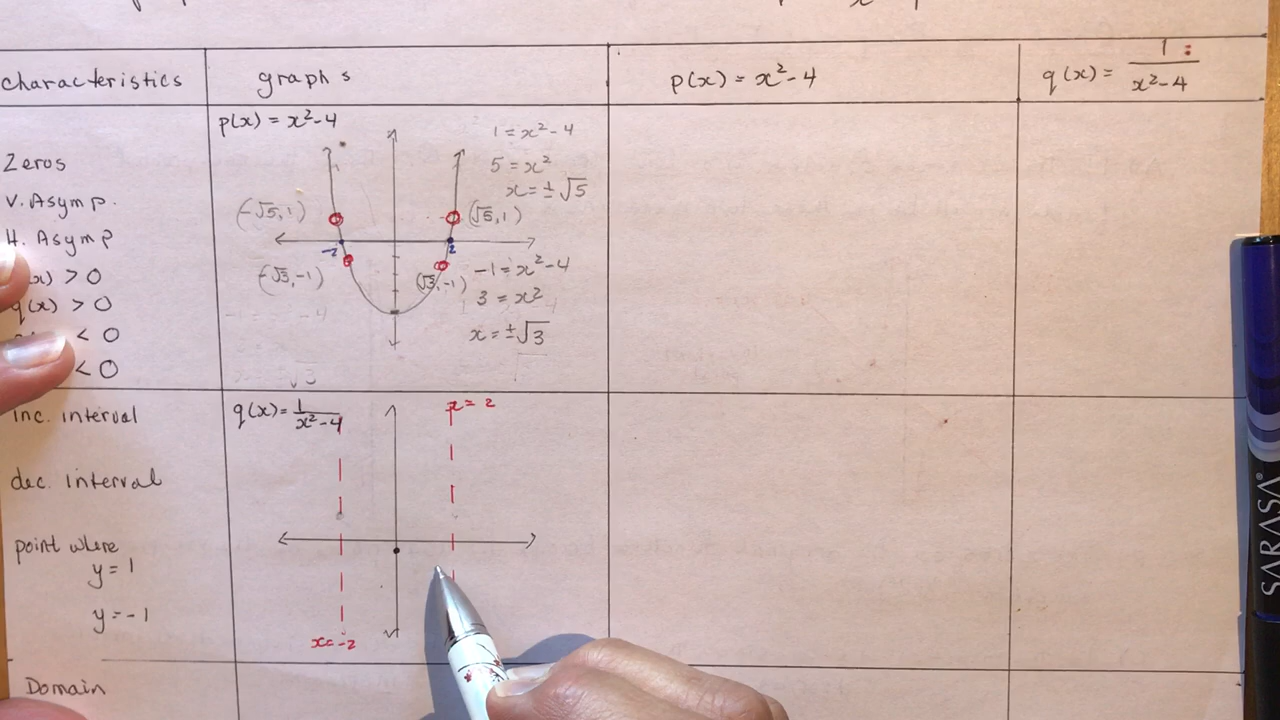 characteristics
graphs
p(x) = x²-4
q(x) = 1/(x²-4)
Zeros
V. Asymp.
H. Asymp
(x) > 0
q(x) > 0
< 0
< 0
p(x) = x²-4
1 = x²-4
5 = x²
x = ±√5
(-√5, 1)
(√5, 1)
-2
2
(-√3, -1)
(√3, -1)
-1 = x²-4
3 = x²
x = ±√3
inc. interval
dec. interval
point where
y = 1
y = -1
q(x) = 1/(x²-4)
x = 2
x = -2
Domain
SARASA